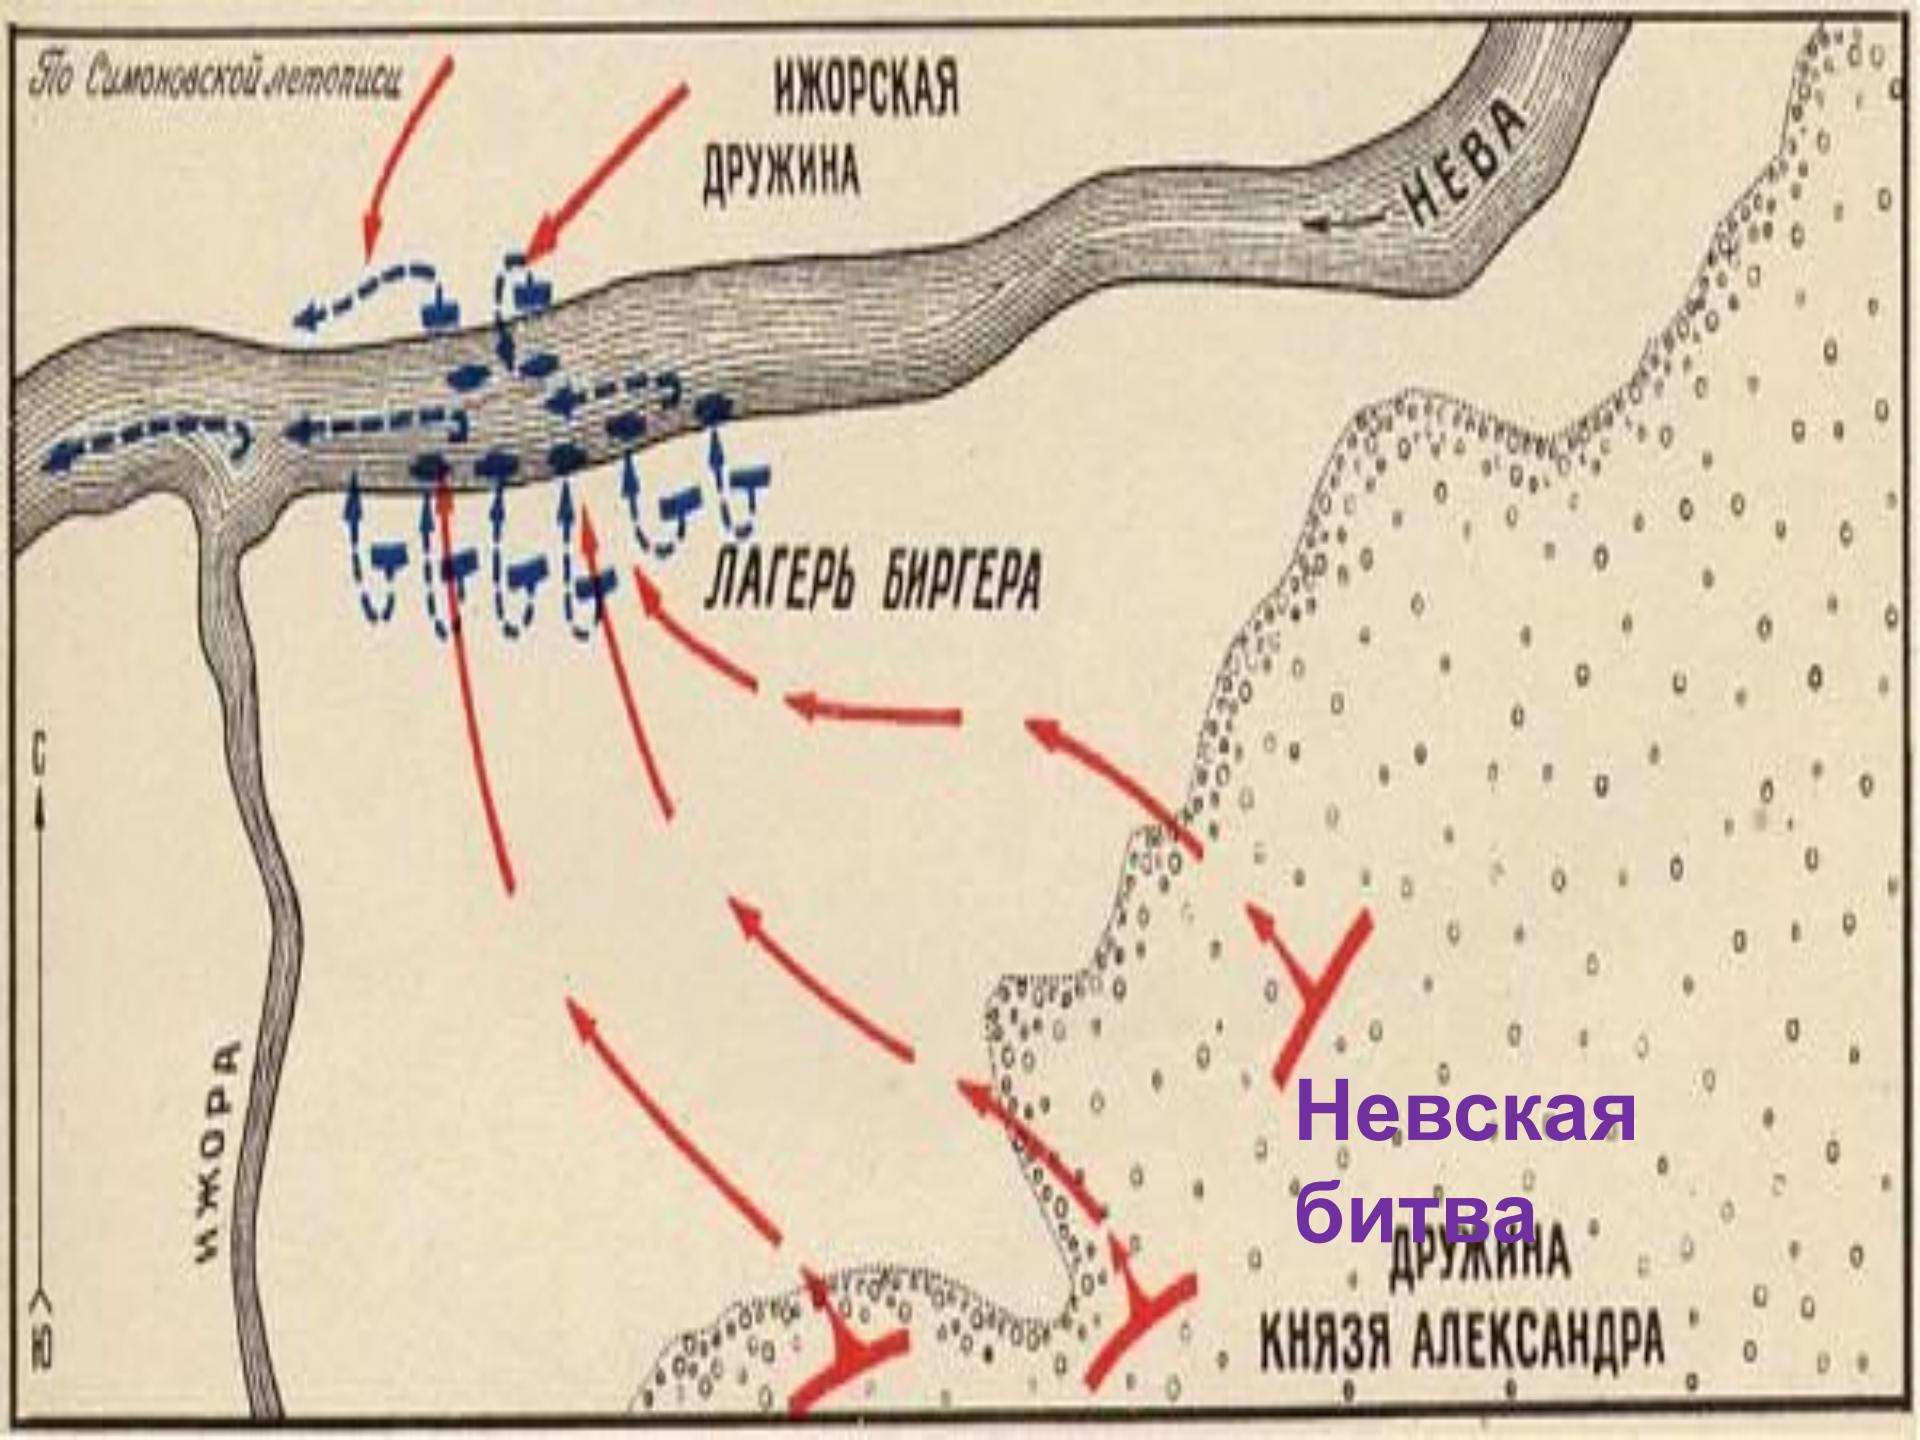 По Симоновской летописи
ИЖОРСКАЯ
ДРУЖИНА
НЕВА
ЛАГЕРЬ БИРГЕРА
С
Ю
ИЖОРА
Невская
битва
ДРУЖИНА
КНЯЗЯ АЛЕКСАНДРА